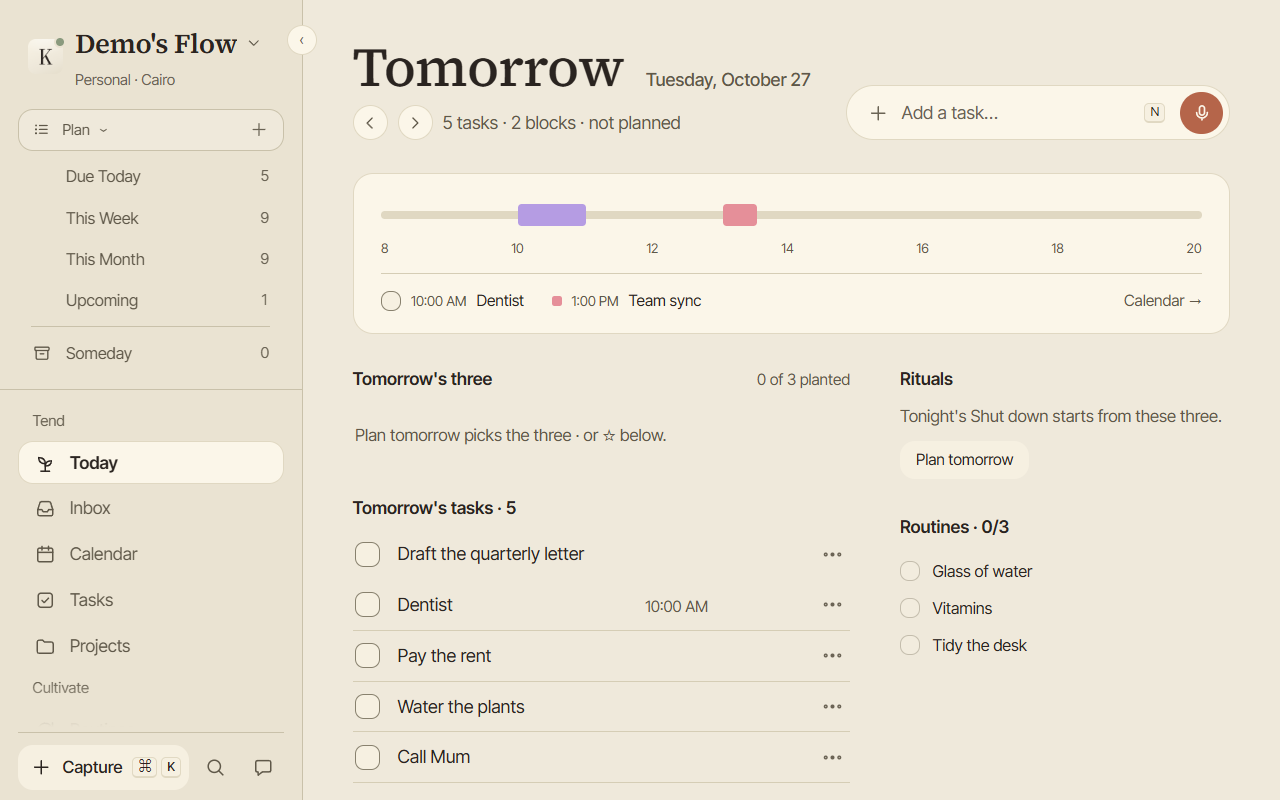 K
Demo's Flow
Personal · Cairo
Plan
Due Today 5
This Week 9
This Month 9
Upcoming 1
Someday 0
Tend
Today
Inbox
Calendar
Tasks
Projects
Cultivate
Capture ⌘ K
Tomorrow Tuesday, October 27
5 tasks · 2 blocks · not planned
Add a task... N
8 10 12 14 16 18 20
10:00 AM Dentist 1:00 PM Team sync Calendar →
Tomorrow's three 0 of 3 planted
Plan tomorrow picks the three · or ☆ below.
Tomorrow's tasks · 5
Draft the quarterly letter
Dentist 10:00 AM
Pay the rent
Water the plants
Call Mum
Rituals
Tonight's Shut down starts from these three.
Plan tomorrow
Routines · 0/3
Glass of water
Vitamins
Tidy the desk